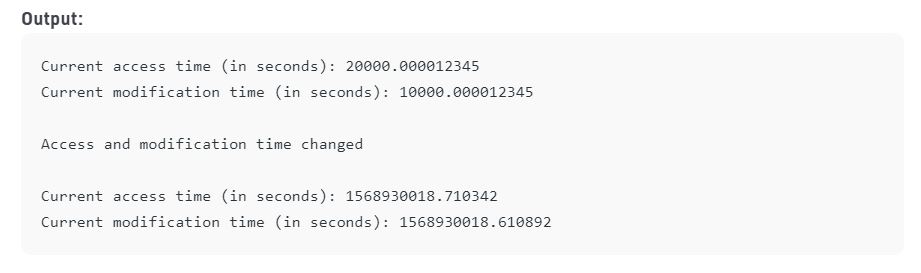 Output:
Current access time (in seconds): 20000.000012345
Current modification time (in seconds): 10000.000012345
Access and modification time changed
Current access time (in seconds): 1568930018.710342
Current modification time (in seconds): 1568930018.610892